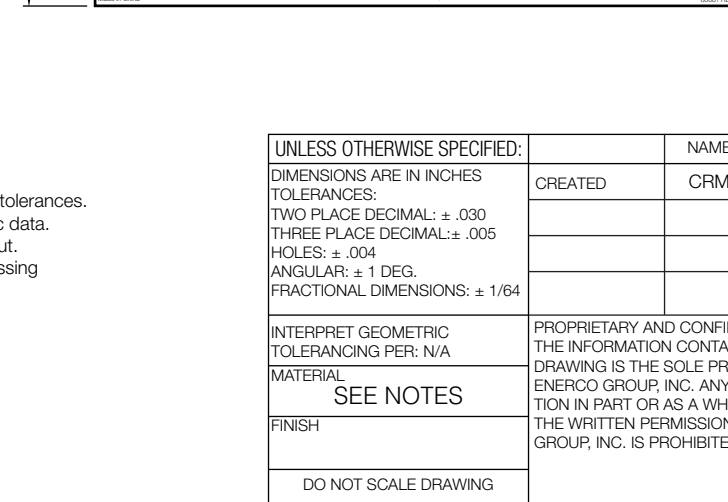 tolerances.
data.
UNLESS OTHERWISE SPECIFIED:
DIMENSIONS ARE IN INCHES
TOLERANCES:
TWO PLACE DECIMAL: ± .030
THREE PLACE DECIMAL:± .005
HOLES: ± .004
ANGULAR: ± 1 DEG.
FRACTIONAL DIMENSIONS: ± 1/64
INTERPRET GEOMETRIC
TOLERANCING PER: N/A
MATERIAL
SEE NOTES
FINISH
DO NOT SCALE DRAWING
NAME
CREATED CRM
PROPRIETARY AND CONFI
THE INFORMATION CONTA
DRAWING IS THE SOLE PR
ENERCO GROUP, INC. ANY
TION IN PART OR AS A WH
THE WRITTEN PERMISSION
GROUP, INC. IS PROHIBITE